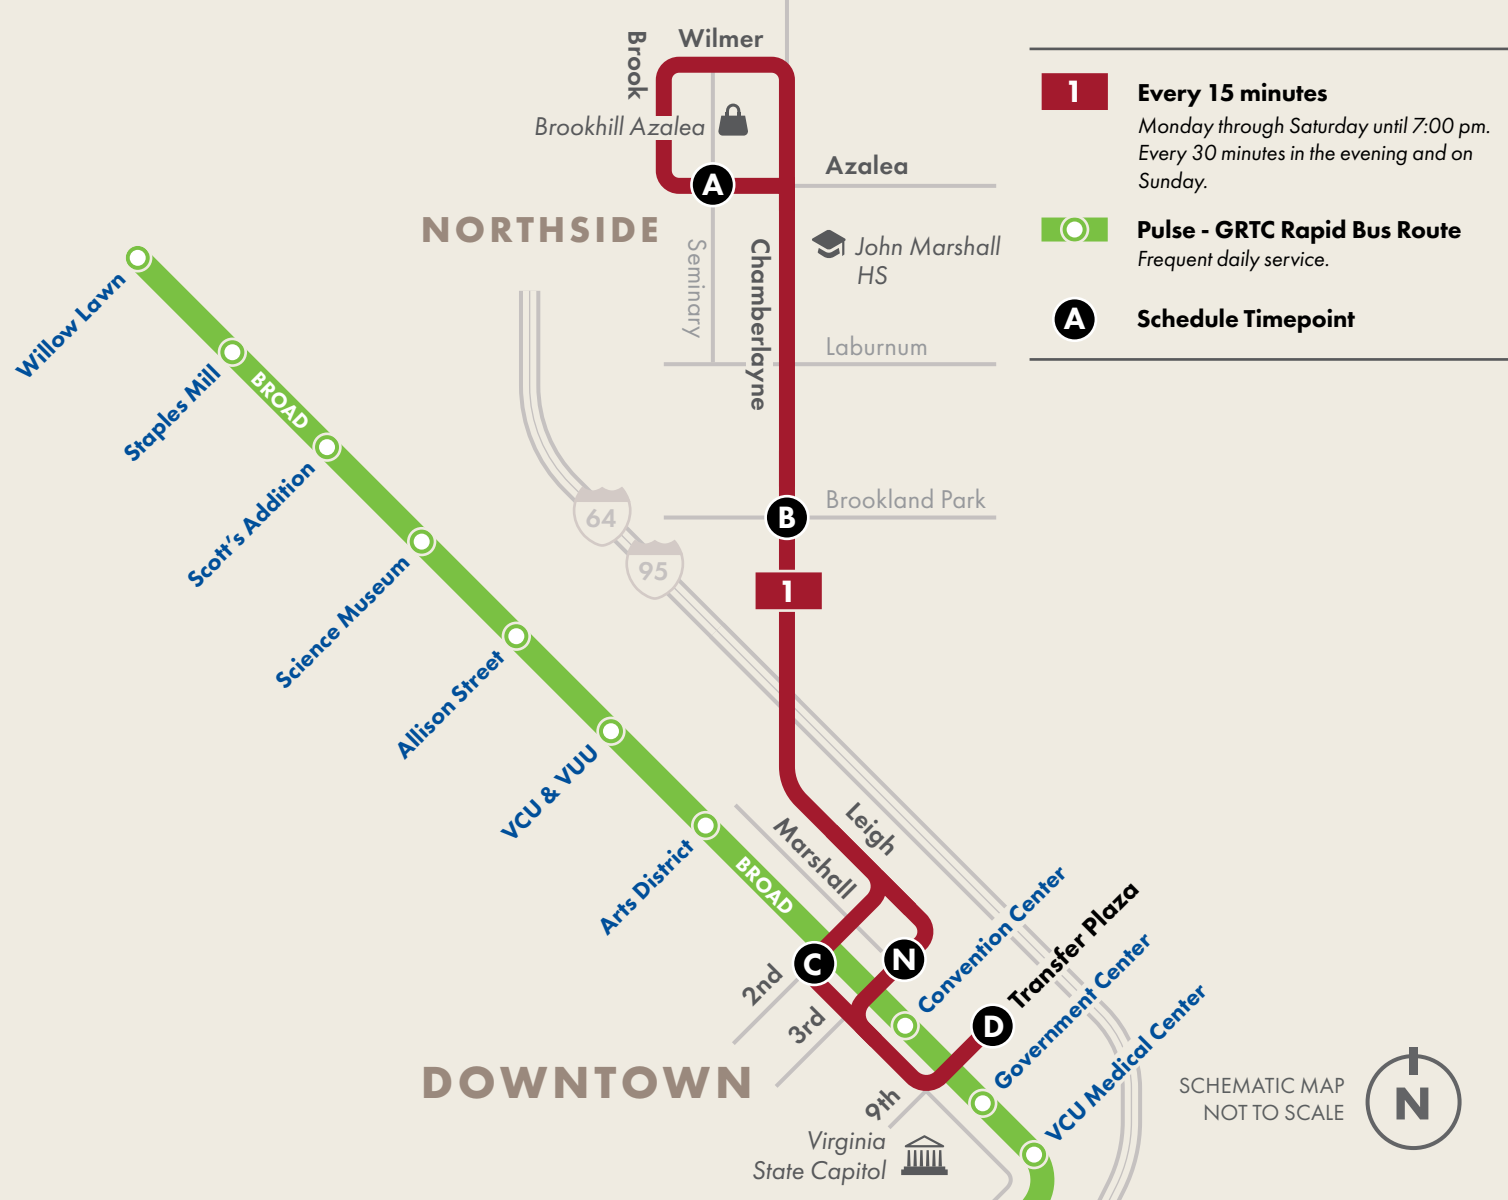 Wilmer
Brook
Brookhill Azalea
A
Azalea
NORTHSIDE
Seminary
Chamberlayne
John Marshall
HS
Laburnum
Brookland Park
B
1
64
95
Willow Lawn
Staples Mill
BROAD
Scott's Addition
Science Museum
Allison Street
VCU & VUU
Arts District
BROAD
Marshall
Leigh
C
N
2nd
3rd
Convention Center
D
Transfer Plaza
Government Center
VCU Medical Center
9th
DOWNTOWN
Virginia
State Capitol
1
Every 15 minutes
Monday through Saturday until 7:00 pm.
Every 30 minutes in the evening and on
Sunday.
Pulse - GRTC Rapid Bus Route
Frequent daily service.
A
Schedule Timepoint
SCHEMATIC MAP
NOT TO SCALE
N